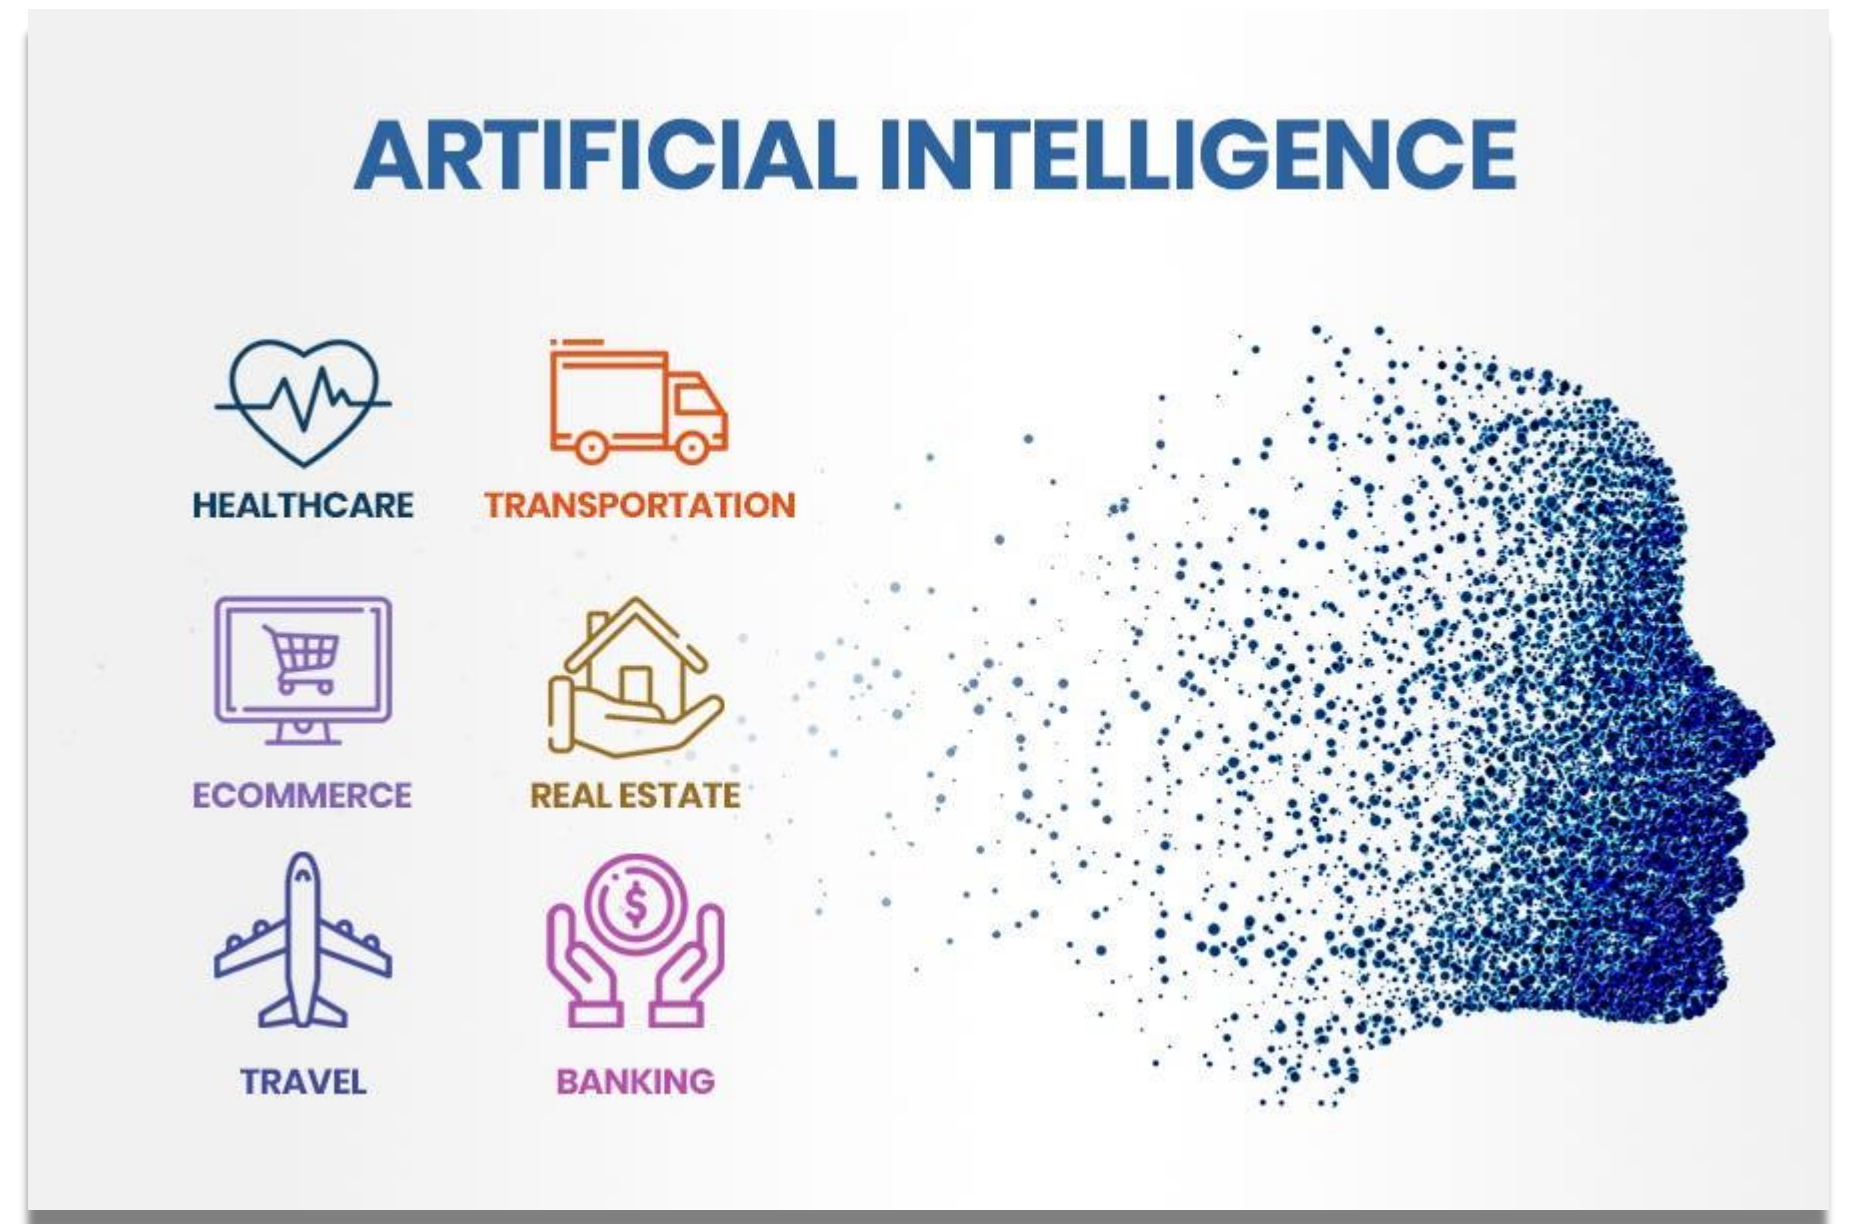 ARTIFICIAL INTELLIGENCE
HEALTHCARE
TRANSPORTATION
ECOMMERCE
REAL ESTATE
$
TRAVEL
BANKING